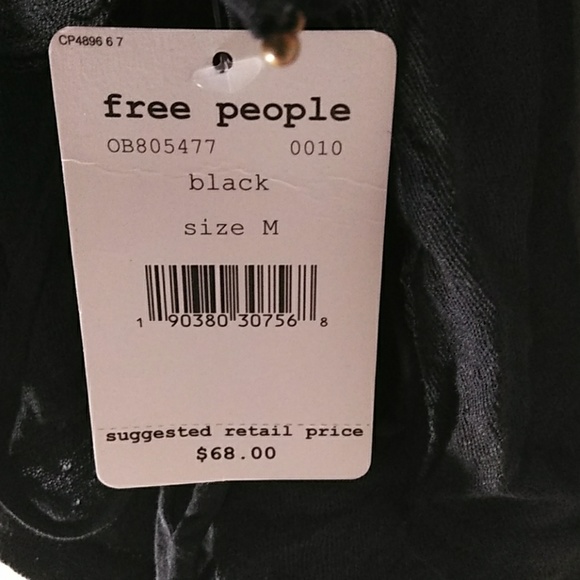 CP4896 6 7
free people
OB805477 0010
black
size M
1 90380 30756 8
suggested retail price
$68.00